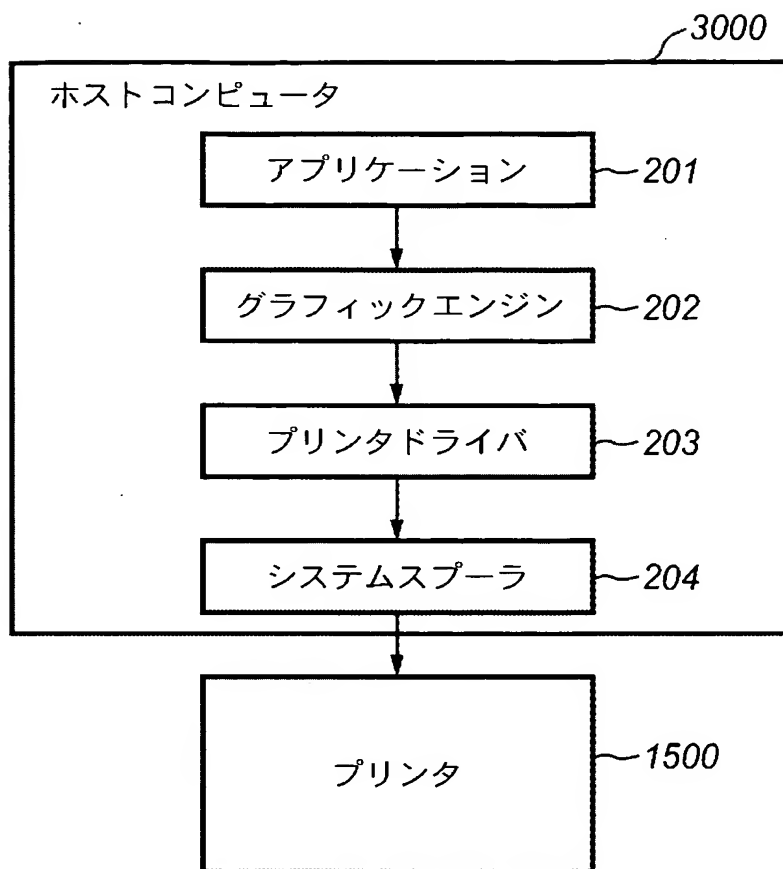 3000
ホストコンピュータ
アプリケーション 201
グラフィックエンジン 202
プリンタドライバ 203
システムスプーラ 204
プリンタ 1500